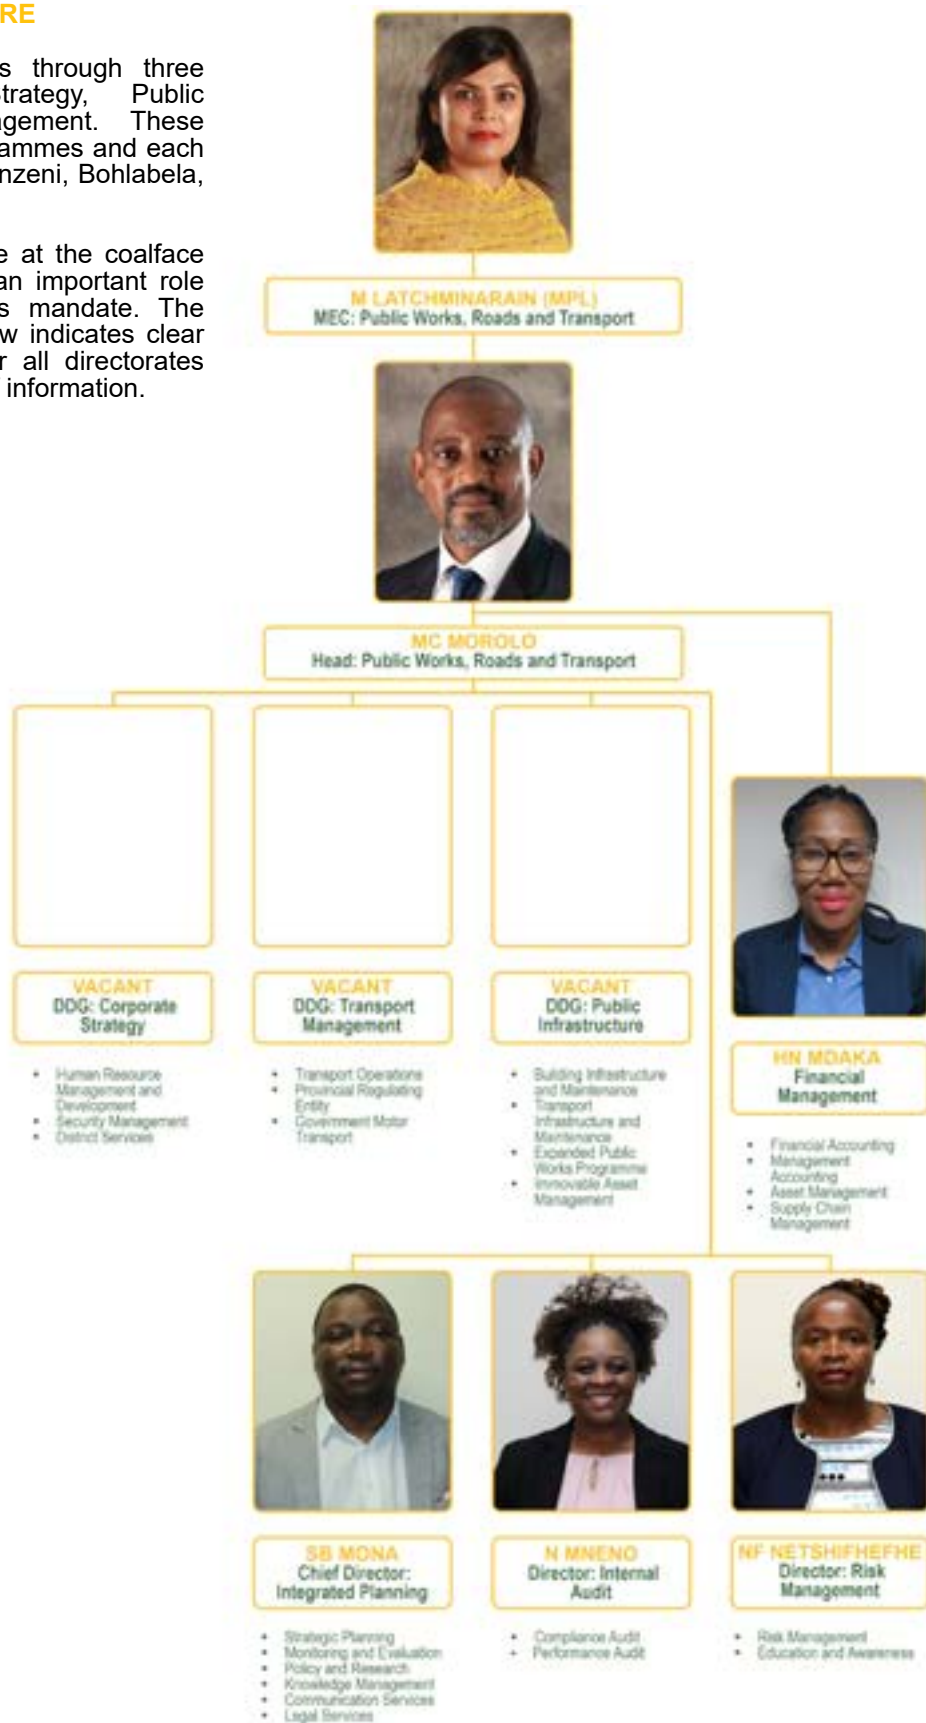 RE
s through three
trategy, Public
agement. These
ammes and each
nzeni, Bohlabela,
e at the coalface
an important role
s mandate. The
w indicates clear
r all directorates
information.
M LATCHMINARAIN (MPL)
MEC: Public Works, Roads and Transport
MC MOROLO
Head: Public Works, Roads and Transport
VACANT
DDG: Corporate
Strategy
• Human Resource
Management and
Development
• Security Management
• District Services
VACANT
DDG: Transport
Management
• Transport Operations
• Provincial Regulating
Entity
• Government Motor
Transport
VACANT
DDG: Public
Infrastructure
• Building Infrastructure
and Maintenance
• Transport
Infrastructure and
Maintenance
• Expanded Public
Works Programme
• Immovable Asset
Management
HN MDAKA
Financial
Management
• Financial Accounting
• Management
Accounting
• Asset Management
• Supply Chain
Management
SB MONA
Chief Director:
Integrated Planning
• Strategic Planning
• Monitoring and Evaluation
• Policy and Research
• Knowledge Management
• Communication Services
• Legal Services
N MNENO
Director: Internal
Audit
• Compliance Audit
• Performance Audit
NF NETSHIFHEFHE
Director: Risk
Management
• Risk Management
• Education and Awareness